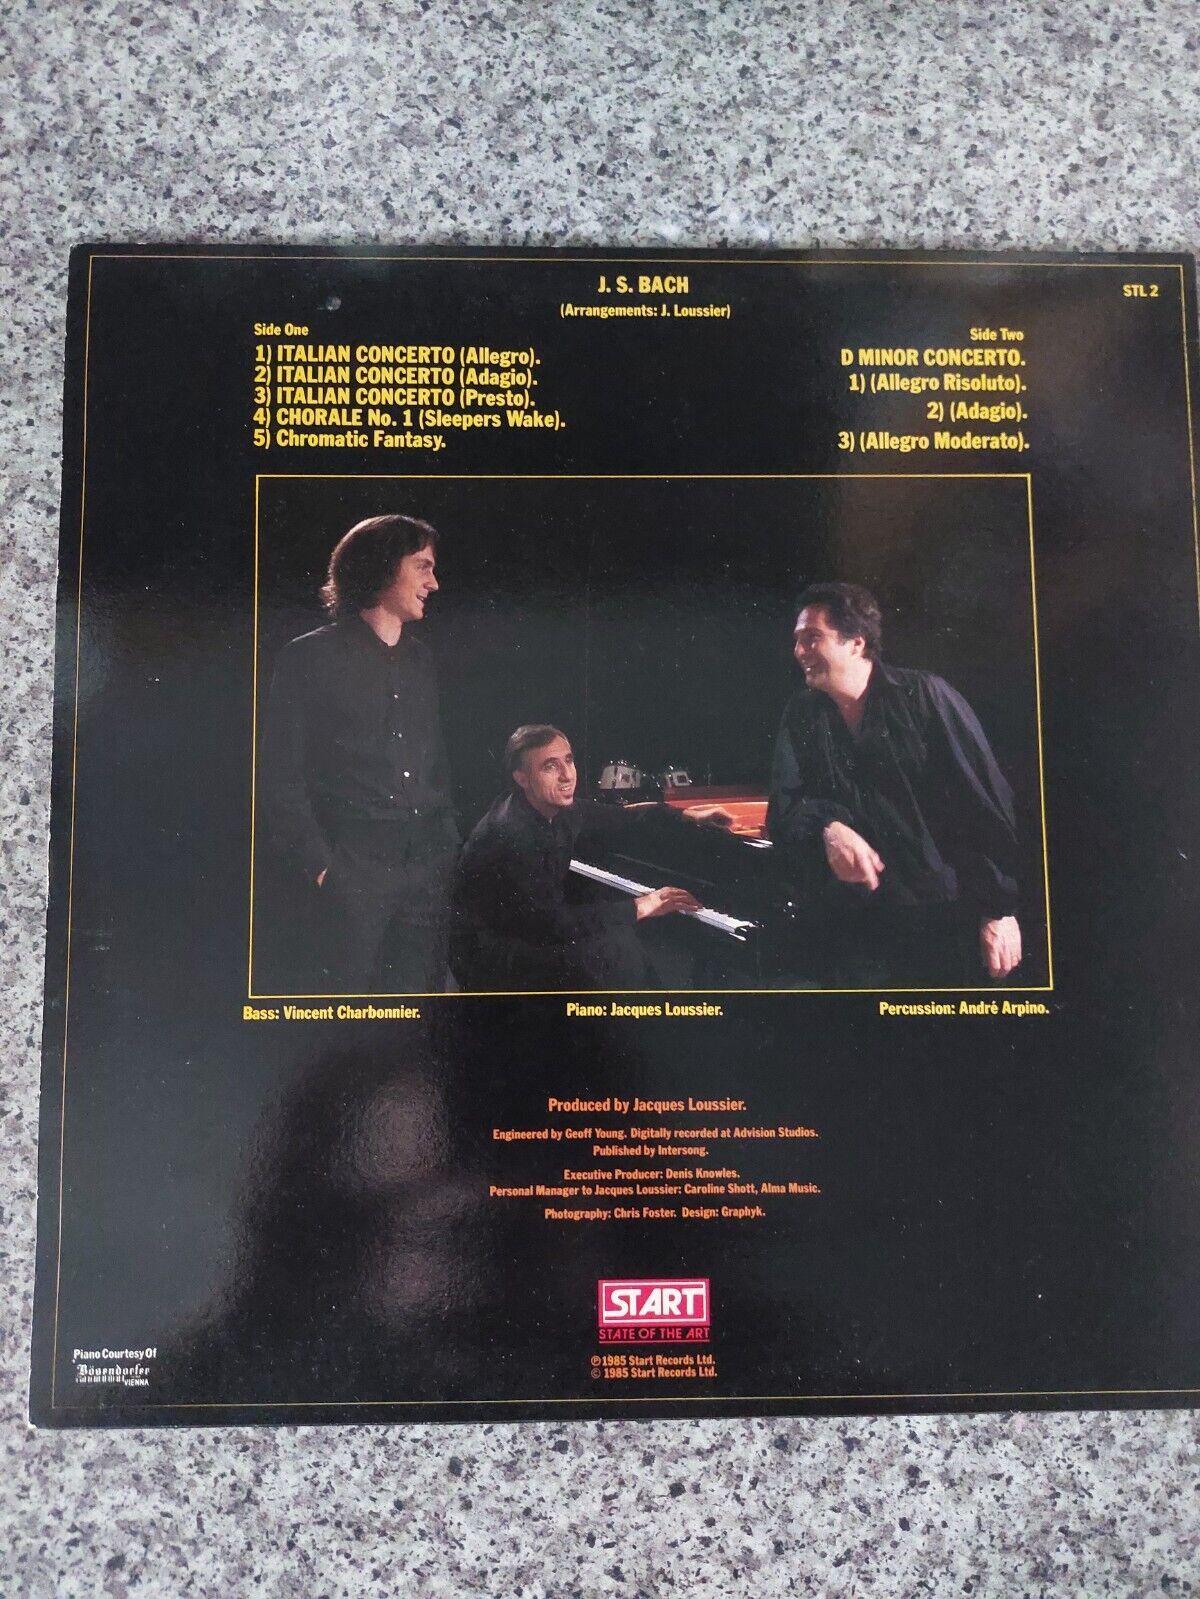 J. S. BACH
(Arrangements: J. Loussier)
STL 2
Side One
1) ITALIAN CONCERTO (Allegro).
2) ITALIAN CONCERTO (Adagio).
3) ITALIAN CONCERTO (Presto).
4) CHORALE No. 1 (Sleepers Wake).
5) Chromatic Fantasy.
Side Two
D MINOR CONCERTO.
1) (Allegro Risoluto).
2) (Adagio).
3) (Allegro Moderato).
Bass: Vincent Charbonnier.
Piano: Jacques Loussier.
Percussion: André Arpino.
Produced by Jacques Loussier.
Engineered by Geoff Young. Digitally recorded at Advision Studios.
Published by Intersong.
Executive Producer: Denis Knowles.
Personal Manager to Jacques Loussier: Caroline Shott, Alma Music.
Photography: Chris Foster. Design: Graphyk.
START
STATE OF THE ART
℗ 1985 Start Records Ltd.
© 1985 Start Records Ltd.
Piano Courtesy Of
Bösendorfer
VIENNA